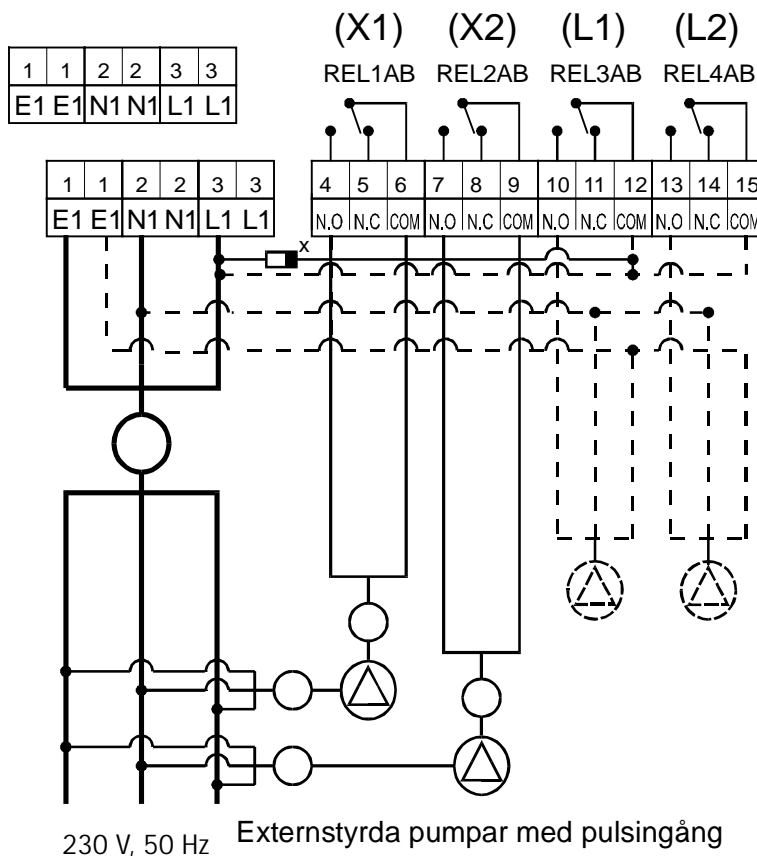 (X1) (X2) (L1) (L2)
REL1AB REL2AB REL3AB REL4AB
1 1 2 2 3 3
E1 E1 N1 N1 L1 L1
1 1 2 2 3 3 4 5 6 7 8 9 10 11 12 13 14 15
E1 E1 N1 N1 L1 L1 N.O N.C COM N.O N.C COM N.O N.C COM N.O N.C COM
x
230 V, 50 Hz Externstyrda pumpar med pulsingång